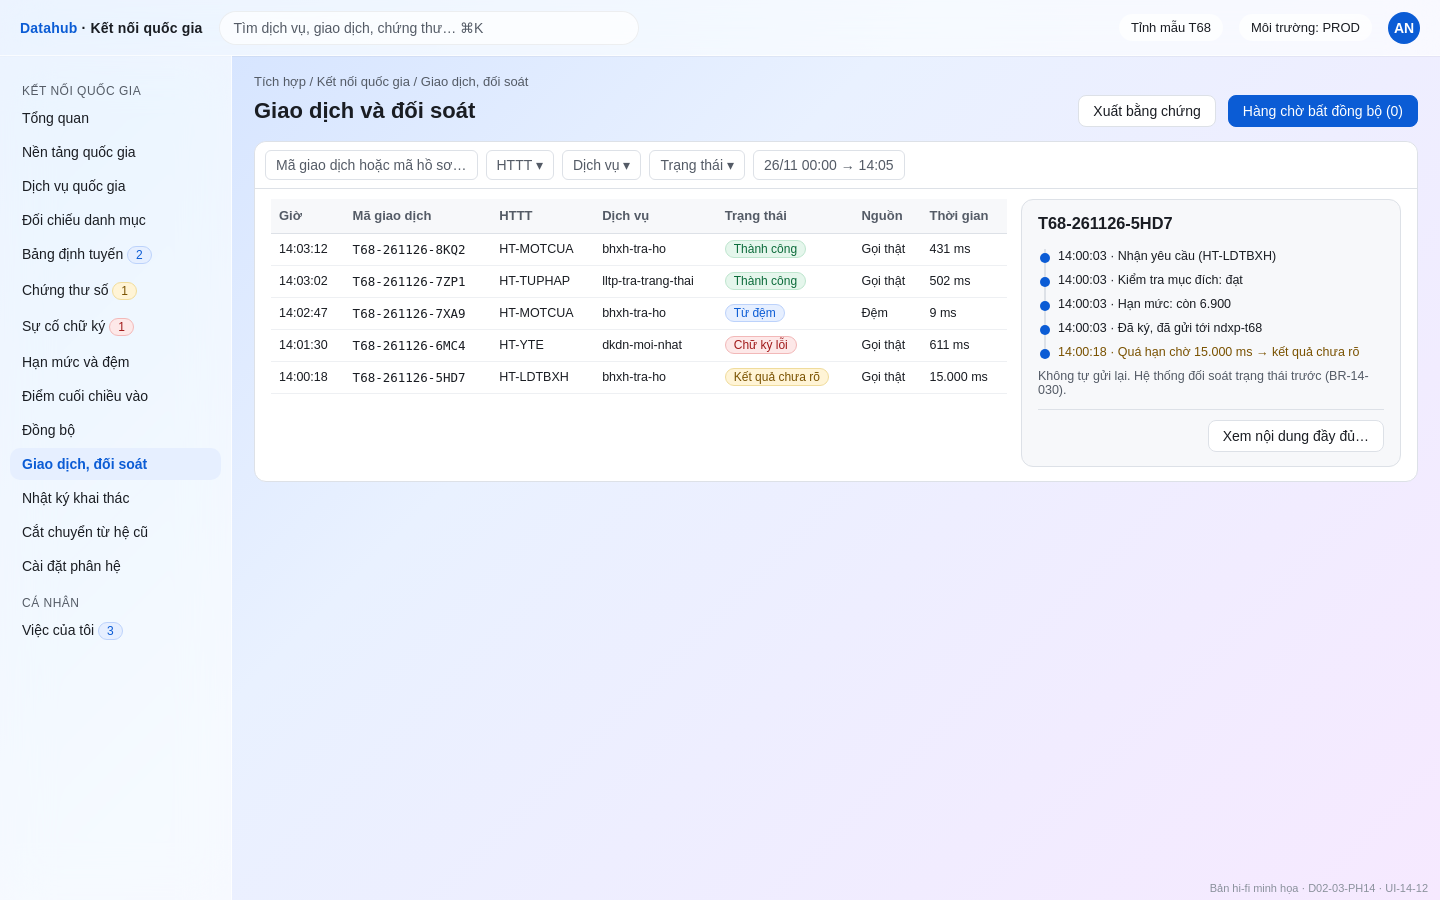 Datahub · Kết nối quốc gia
Tìm dịch vụ, giao dịch, chứng thư… ⌘K
Tỉnh mẫu T68
Môi trường: PROD
AN
KẾT NỐI QUỐC GIA
Tổng quan
Nền tảng quốc gia
Dịch vụ quốc gia
Đối chiếu danh mục
Bảng định tuyến 2
Chứng thư số 1
Sự cố chữ ký 1
Hạn mức và đệm
Điểm cuối chiều vào
Đồng bộ
Giao dịch, đối soát
Nhật ký khai thác
Cắt chuyển từ hệ cũ
Cài đặt phân hệ
CÁ NHÂN
Việc của tôi 3
Tích hợp / Kết nối quốc gia / Giao dịch, đối soát
Giao dịch và đối soát
Xuất bằng chứng
Hàng chờ bất đồng bộ (0)
Mã giao dịch hoặc mã hồ sơ…
HTTT ▾
Dịch vụ ▾
Trạng thái ▾
26/11 00:00 → 14:05
Giờ Mã giao dịch HTTT Dịch vụ Trạng thái Nguồn Thời gian
14:03:12 T68-261126-8KQ2 HT-MOTCUA bhxh-tra-ho Thành công Gọi thật 431 ms
14:03:02 T68-261126-7ZP1 HT-TUPHAP lltp-tra-trang-thai Thành công Gọi thật 502 ms
14:02:47 T68-261126-7XA9 HT-MOTCUA bhxh-tra-ho Từ đệm Đệm 9 ms
14:01:30 T68-261126-6MC4 HT-YTE dkdn-moi-nhat Chữ ký lỗi Gọi thật 611 ms
14:00:18 T68-261126-5HD7 HT-LDTBXH bhxh-tra-ho Kết quả chưa rõ Gọi thật 15.000 ms
T68-261126-5HD7
14:00:03 · Nhận yêu cầu (HT-LDTBXH)
14:00:03 · Kiểm tra mục đích: đạt
14:00:03 · Hạn mức: còn 6.900
14:00:03 · Đã ký, đã gửi tới ndxp-t68
14:00:18 · Quá hạn chờ 15.000 ms → kết quả chưa rõ
Không tự gửi lại. Hệ thống đối soát trạng thái trước (BR-14-
030).
Xem nội dung đầy đủ…
Bản hi-fi minh họa · D02-03-PH14 · UI-14-12